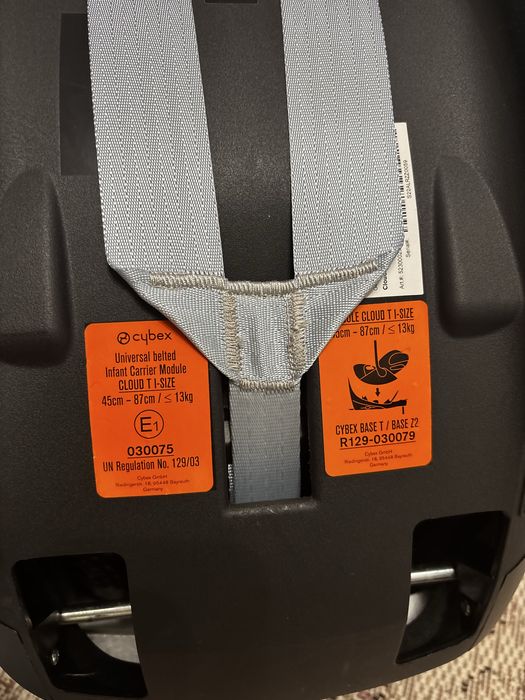 cybex
Universal belted
Infant Carrier Module
CLOUD T I-SIZE
45cm – 87cm / ≤ 13kg
E1
030075
UN Regulation No. 129/03
Cybex GmbH
Riedingerstr. 18, 95448 Bayreuth
Germany
CLOUD T I-SIZE
87cm / ≤ 13kg
CYBEX BASE T / BASE Z2
R129-030079
Cybex GmbH
Riedingerstr. 18, 95448 Bayreuth
Germany
Art.#:
Serial#: